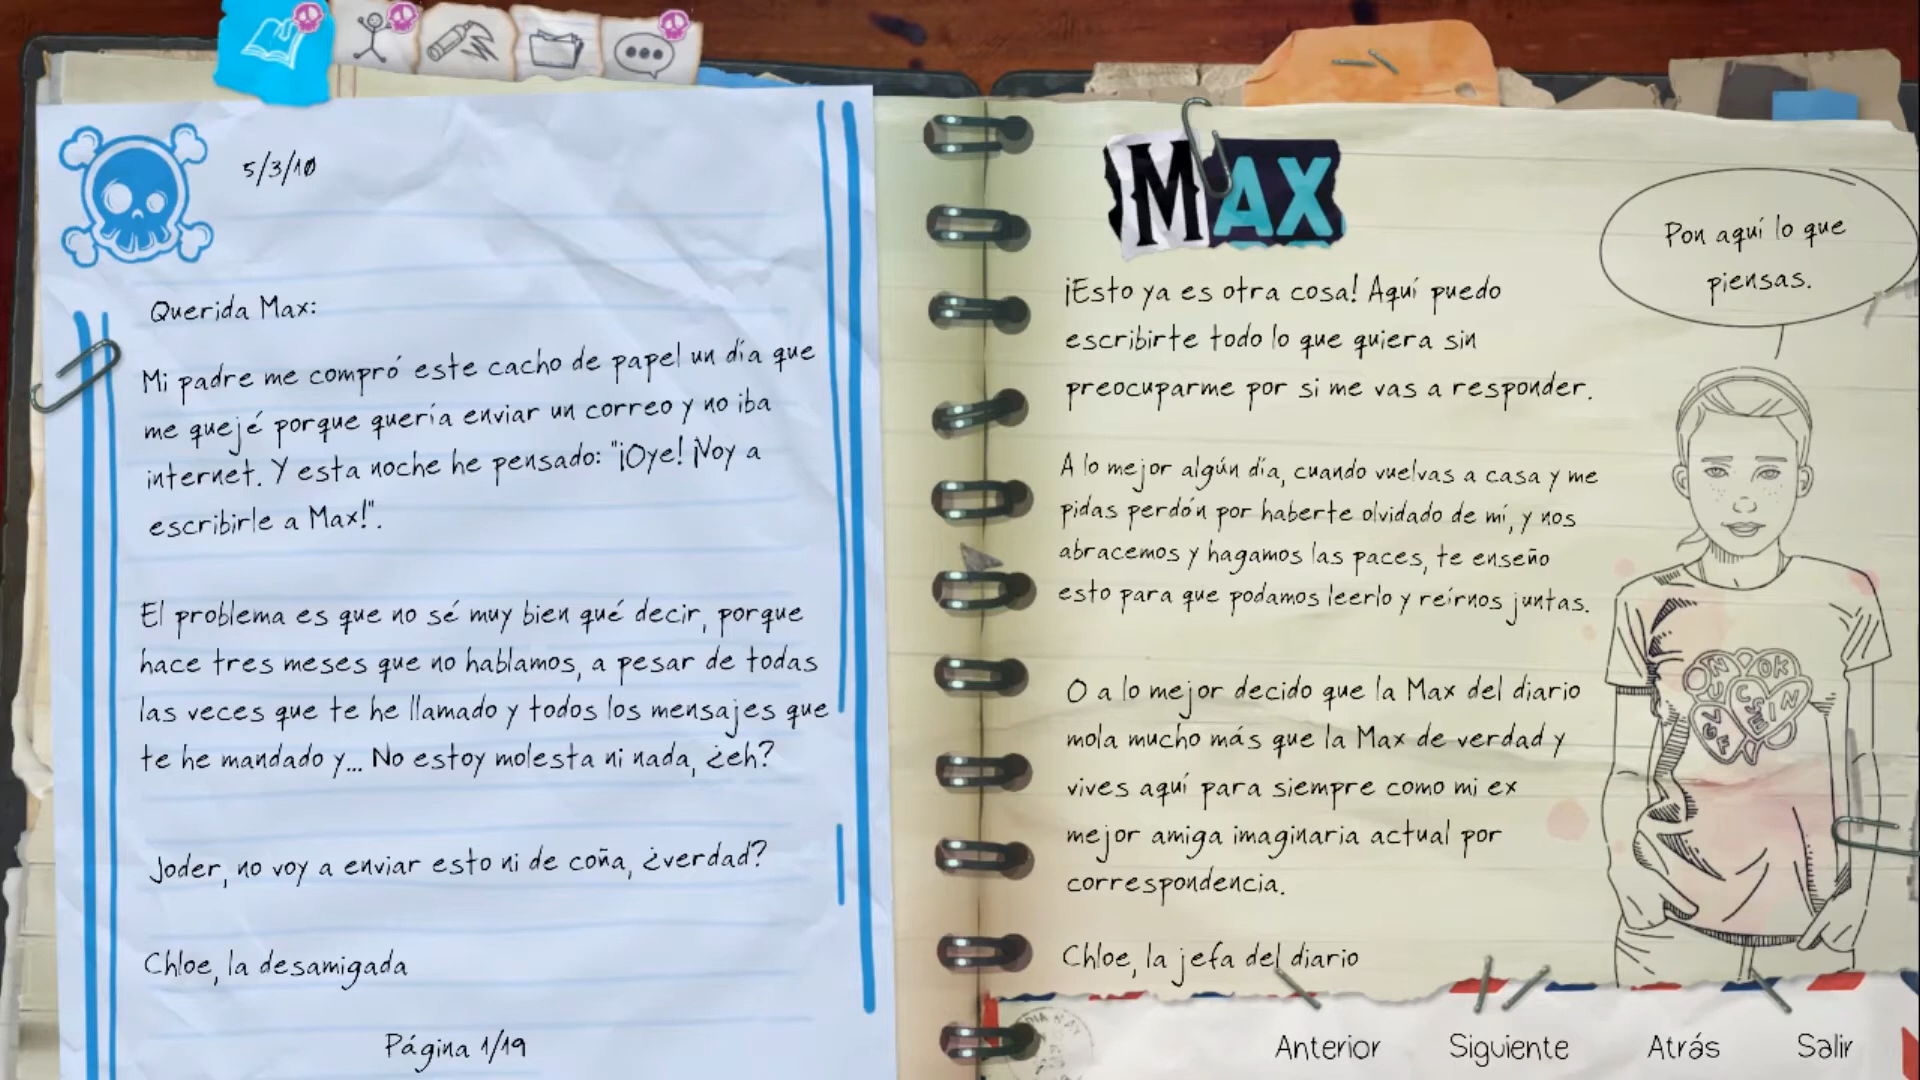 5/3/10
Querida Max:
Mi padre me compró este cacho de papel un día que
me quejé porque quería enviar un correo y no iba
internet. Y esta noche he pensado: "¡Oye! ¡Voy a
escribirle a Max!".
El problema es que no sé muy bien qué decir, porque
hace tres meses que no hablamos, a pesar de todas
las veces que te he llamado y todos los mensajes que
te he mandado y... No estoy molesta ni nada, ¿eh?
Joder, no voy a enviar esto ni de coña, ¿verdad?
Chloe, la desamigada
Página 1/19
MAX
¡Esto ya es otra cosa! Aquí puedo
escribirte todo lo que quiera sin
preocuparme por si me vas a responder.
A lo mejor algún día, cuando vuelvas a casa y me
pidas perdón por haberte olvidado de mí, y nos
abracemos y hagamos las paces, te enseño
esto para que podamos leerlo y reírnos juntas.
O a lo mejor decido que la Max del diario
mola mucho más que la Max de verdad y
vives aquí para siempre como mi ex
mejor amiga imaginaria actual por
correspondencia.
Chloe, la jefa del diario
Pon aquí lo que
piensas.
Anterior Siguiente Atrás Salir